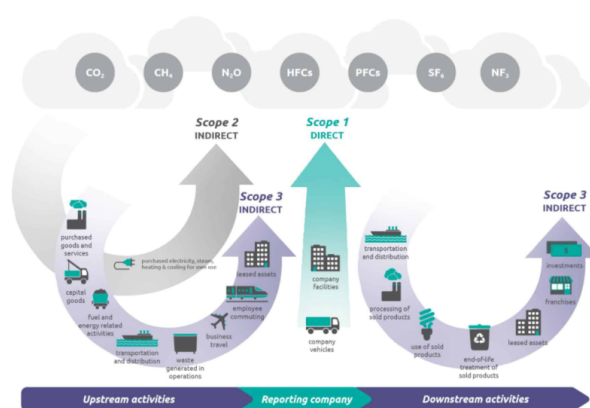 CO₂ CH₄ N₂O HFCs PFCs SF₆ NF₃
Scope 2
INDIRECT
Scope 1
DIRECT
Scope 3
INDIRECT
Scope 3
INDIRECT
purchased
goods and
services
capital
goods
fuel and
energy related
activities
transportation
and distribution
waste
generated in
operations
business
travel
employee
commuting
leased assets
purchased electricity, steam,
heating & cooling for own use
company
facilities
company
vehicles
transportation
and distribution
processing of
sold products
use of sold
products
end-of-life
treatment of
sold products
leased assets
franchises
investments
Upstream activities
Reporting company
Downstream activities